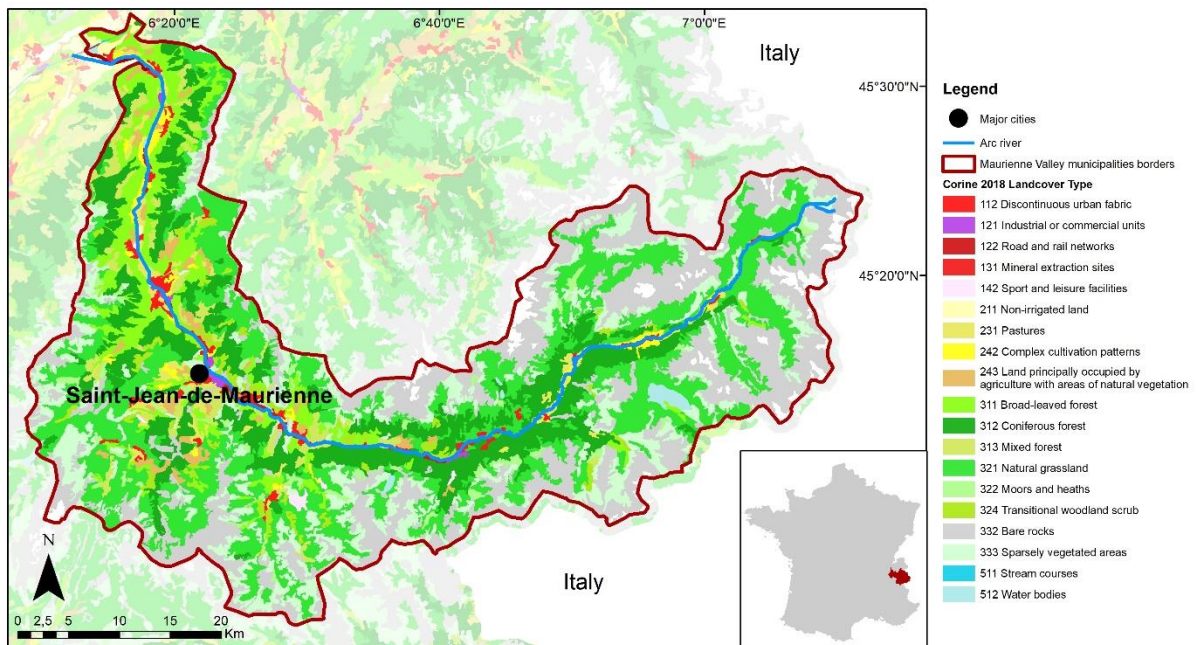 6°20'0"E
6°40'0"E
7°0'0"E
Italy
45°30'0"N
45°20'0"N
Saint-Jean-de-Maurienne
Italy
N
0 2,5 5 10 15 20
Km
Legend
Major cities
Arc river
Maurienne Valley municipalities borders
Corine 2018 Landcover Type
112 Discontinuous urban fabric
121 Industrial or commercial units
122 Road and rail networks
131 Mineral extraction sites
142 Sport and leisure facilities
211 Non-irrigated land
231 Pastures
242 Complex cultivation patterns
243 Land principally occupied by
agriculture with areas of natural vegetation
311 Broad-leaved forest
312 Coniferous forest
313 Mixed forest
321 Natural grassland
322 Moors and heaths
324 Transitional woodland scrub
332 Bare rocks
333 Sparsely vegetated areas
511 Stream courses
512 Water bodies